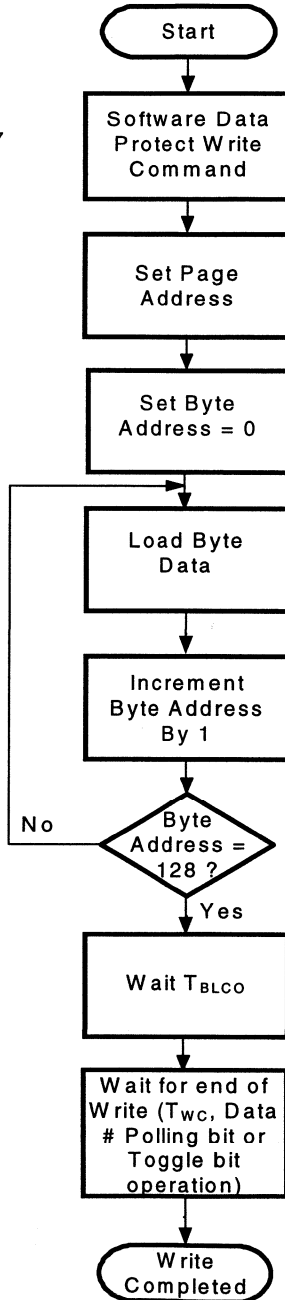 Start
Software Data
Protect Write
Command
Set Page
Address
Set Byte
Address = 0
Load Byte
Data
Increment
Byte Address
By 1
Byte
Address =
128 ?
No
Yes
Wait TBLCO
Wait for end of
Write (TWC, Data
# Polling bit or
Toggle bit
operation)
Write
Completed